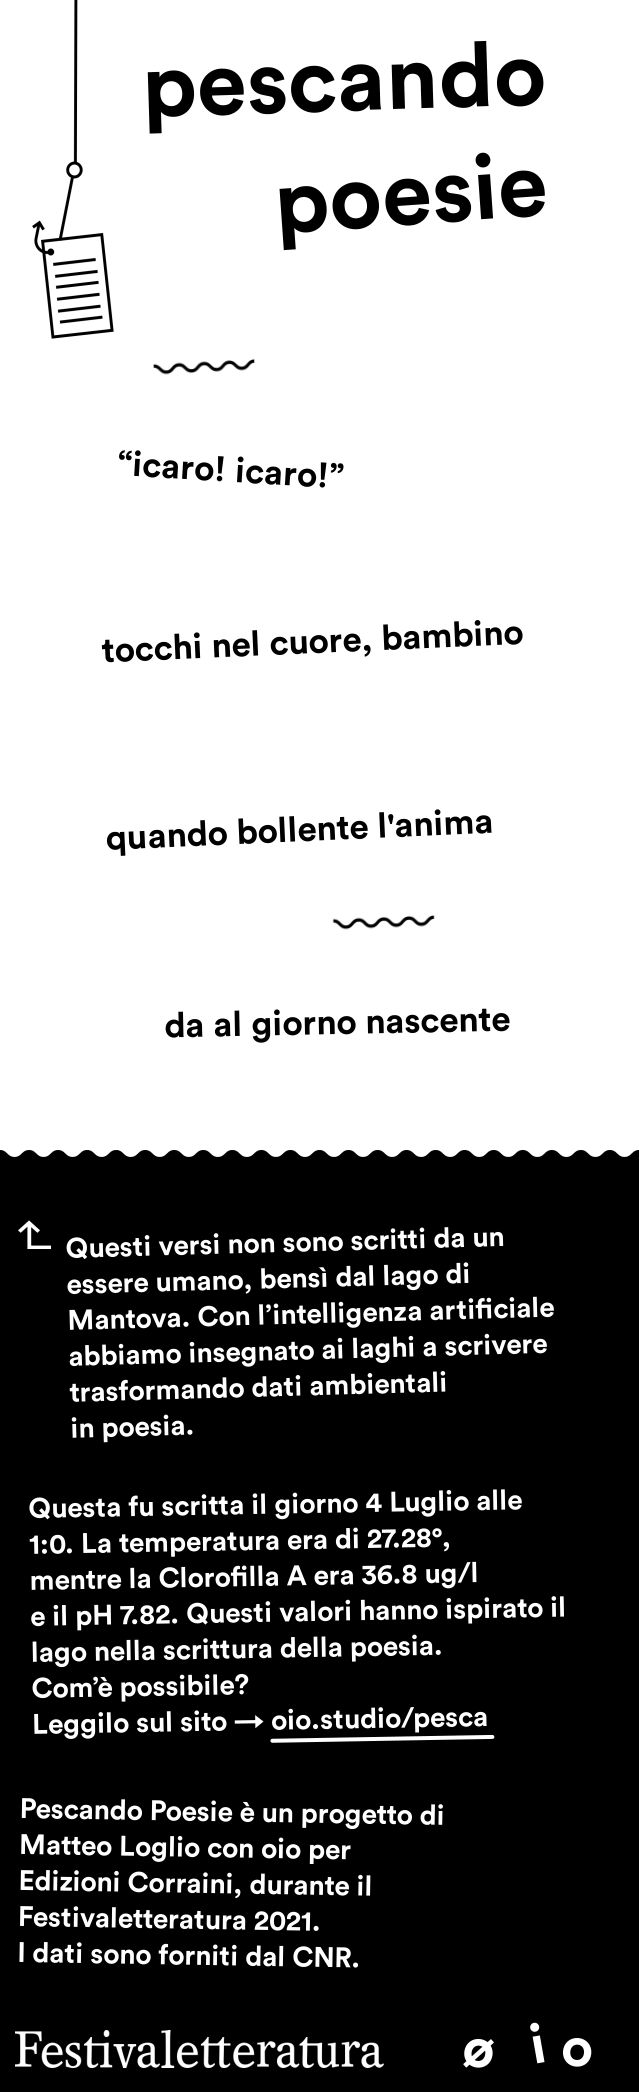 pescando
poesie
“icaro! icaro!”
tocchi nel cuore, bambino
quando bollente l'anima
da al giorno nascente
Questi versi non sono scritti da un
essere umano, bensì dal lago di
Mantova. Con l’intelligenza artificiale
abbiamo insegnato ai laghi a scrivere
trasformando dati ambientali
in poesia.
Questa fu scritta il giorno 4 Luglio alle
1:0. La temperatura era di 27.28°,
mentre la Clorofilla A era 36.8 ug/l
e il pH 7.82. Questi valori hanno ispirato il
lago nella scrittura della poesia.
Com’è possibile?
Leggilo sul sito → oio.studio/pesca
Pescando Poesie è un progetto di
Matteo Loglio con oio per
Edizioni Corraini, durante il
Festivaletteratura 2021.
I dati sono forniti dal CNR.
Festivaletteratura ø i o